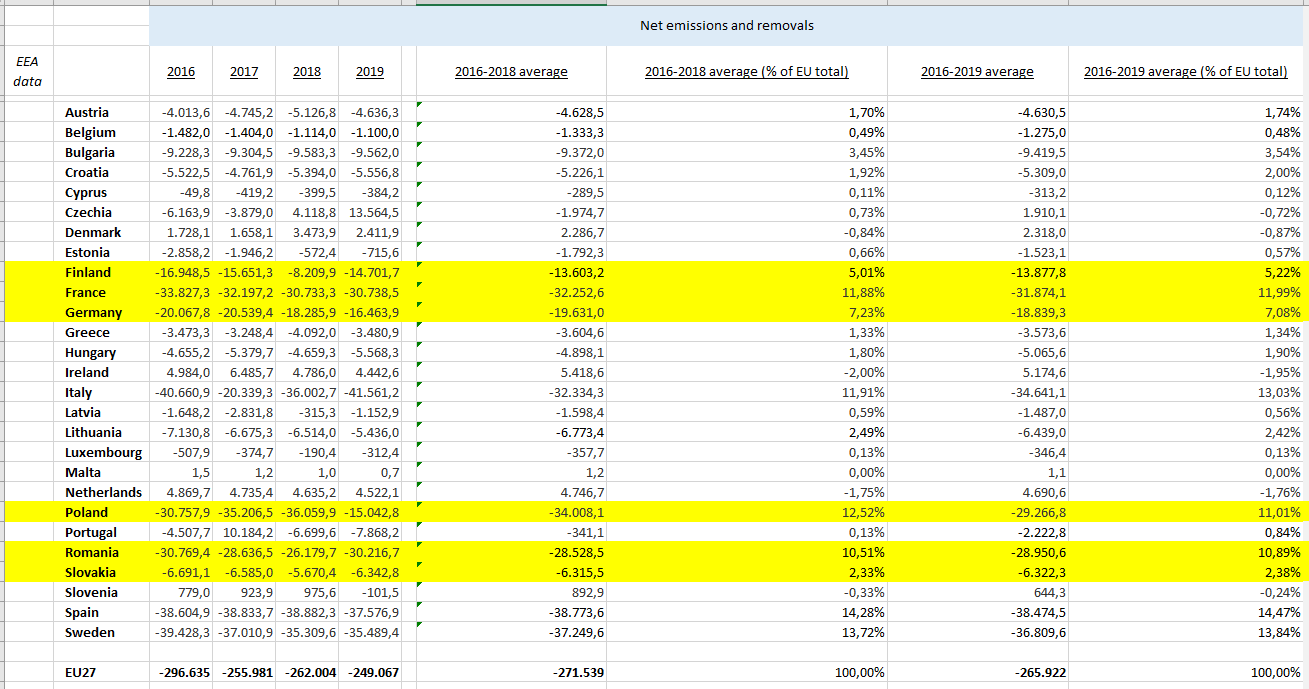 Net emissions and removals
EEA data 2016 2017 2018 2019 2016-2018 average 2016-2018 average (% of EU total) 2016-2019 average 2016-2019 average (% of EU total)
Austria -4.013,6 -4.745,2 -5.126,8 -4.636,3 -4.628,5 1,70% -4.630,5 1,74%
Belgium -1.482,0 -1.404,0 -1.114,0 -1.100,0 -1.333,3 0,49% -1.275,0 0,48%
Bulgaria -9.228,3 -9.304,5 -9.583,3 -9.562,0 -9.372,0 3,45% -9.419,5 3,54%
Croatia -5.522,5 -4.761,9 -5.394,0 -5.556,8 -5.226,1 1,92% -5.309,0 2,00%
Cyprus -49,8 -419,2 -399,5 -384,2 -289,5 0,11% -313,2 0,12%
Czechia -6.163,9 -3.879,0 4.118,8 13.564,5 -1.974,7 0,73% 1.910,1 -0,72%
Denmark 1.728,1 1.658,1 3.473,9 2.411,9 2.286,7 -0,84% 2.318,0 -0,87%
Estonia -2.858,2 -1.946,2 -572,4 -715,6 -1.792,3 0,66% -1.523,1 0,57%
Finland -16.948,5 -15.651,3 -8.209,9 -14.701,7 -13.603,2 5,01% -13.877,8 5,22%
France -33.827,3 -32.197,2 -30.733,3 -30.738,5 -32.252,6 11,88% -31.874,1 11,99%
Germany -20.067,8 -20.539,4 -18.285,9 -16.463,9 -19.631,0 7,23% -18.839,3 7,08%
Greece -3.473,3 -3.248,4 -4.092,0 -3.480,9 -3.604,6 1,33% -3.573,6 1,34%
Hungary -4.655,2 -5.379,7 -4.659,3 -5.568,3 -4.898,1 1,80% -5.065,6 1,90%
Ireland 4.984,0 6.485,7 4.786,0 4.442,6 5.418,6 -2,00% 5.174,6 -1,95%
Italy -40.660,9 -20.339,3 -36.002,7 -41.561,2 -32.334,3 11,91% -34.641,1 13,03%
Latvia -1.648,2 -2.831,8 -315,3 -1.152,9 -1.598,4 0,59% -1.487,0 0,56%
Lithuania -7.130,8 -6.675,3 -6.514,0 -5.436,0 -6.773,4 2,49% -6.439,0 2,42%
Luxembourg -507,9 -374,7 -190,4 -312,4 -357,7 0,13% -346,4 0,13%
Malta 1,5 1,2 1,0 0,7 1,2 0,00% 1,1 0,00%
Netherlands 4.869,7 4.735,4 4.635,2 4.522,1 4.746,7 -1,75% 4.690,6 -1,76%
Poland -30.757,9 -35.206,5 -36.059,9 -15.042,8 -34.008,1 12,52% -29.266,8 11,01%
Portugal -4.507,7 10.184,2 -6.699,6 -7.868,2 -341,1 0,13% -2.222,8 0,84%
Romania -30.769,4 -28.636,5 -26.179,7 -30.216,7 -28.528,5 10,51% -28.950,6 10,89%
Slovakia -6.691,1 -6.585,0 -5.670,4 -6.342,8 -6.315,5 2,33% -6.322,3 2,38%
Slovenia 779,0 923,9 975,6 -101,5 892,9 -0,33% 644,3 -0,24%
Spain -38.604,9 -38.833,7 -38.882,3 -37.576,9 -38.773,6 14,28% -38.474,5 14,47%
Sweden -39.428,3 -37.010,9 -35.309,6 -35.489,4 -37.249,6 13,72% -36.809,6 13,84%
EU27 -296.635 -255.981 -262.004 -249.067 -271.539 100,00% -265.922 100,00%